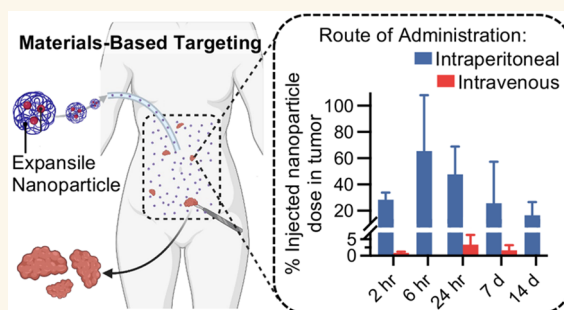 Materials-Based Targeting
Expansile
Nanoparticle
Route of Administration:
Intraperitoneal
Intravenous
% Injected nanoparticle
dose in tumor
100
80
60
40
20
5
0
2 hr
6 hr
24 hr
7 d
14 d